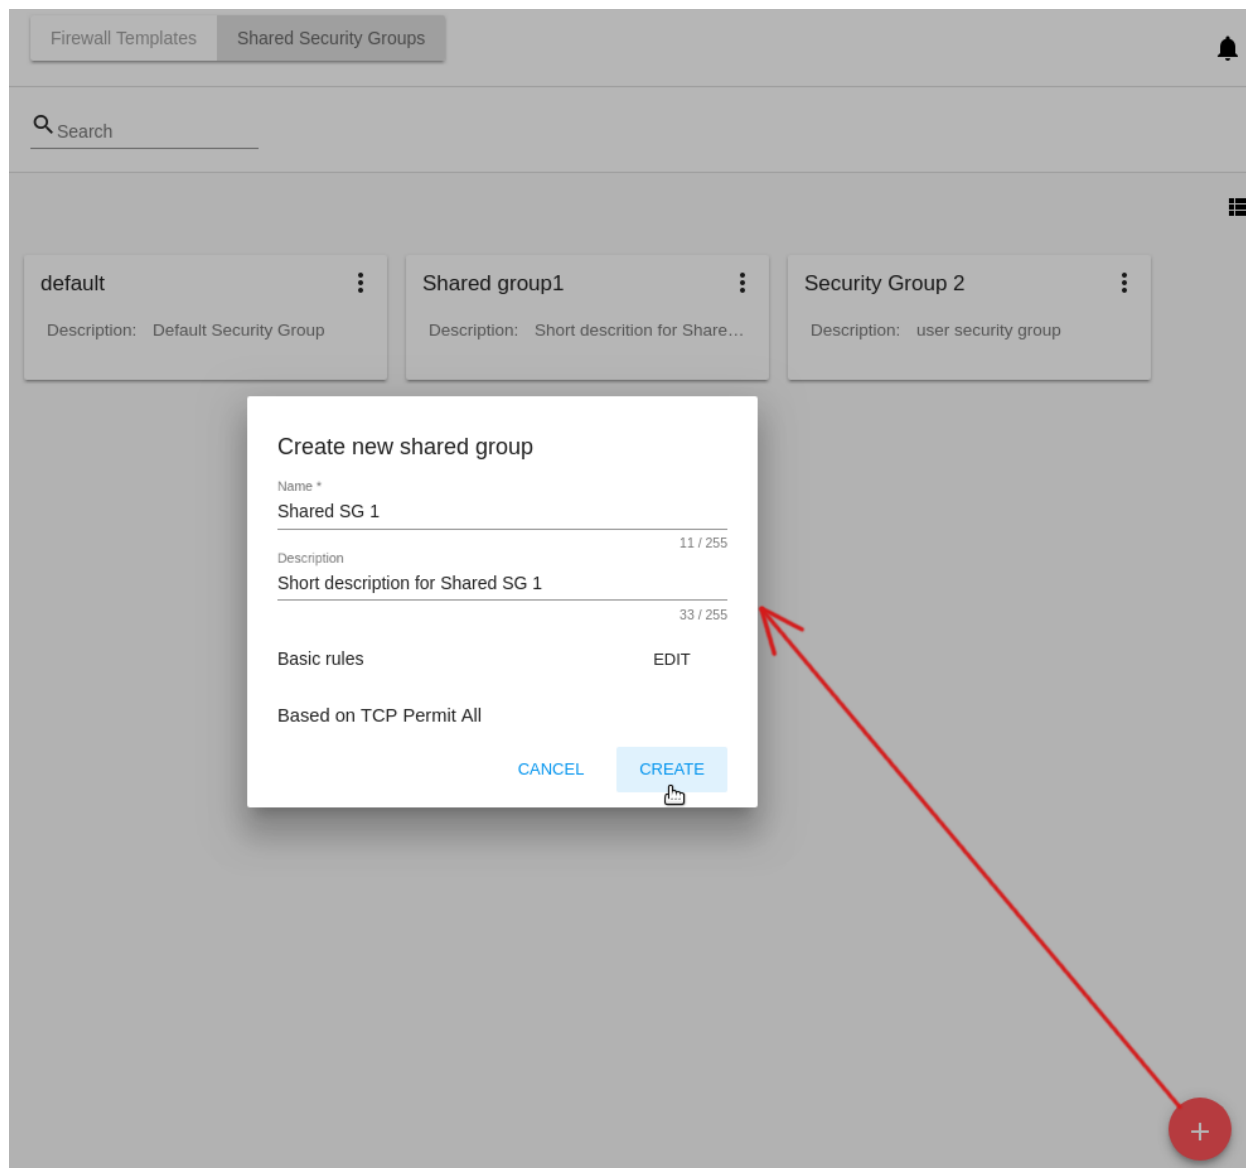 Firewall Templates Shared Security Groups
Search
default Shared group1 Security Group 2
Description: Default Security Group Description: Short descrition for Share... Description: user security group
Create new shared group
Name *
Shared SG 1
11 / 255
Description
Short description for Shared SG 1
33 / 255
Basic rules EDIT
Based on TCP Permit All
CANCEL CREATE